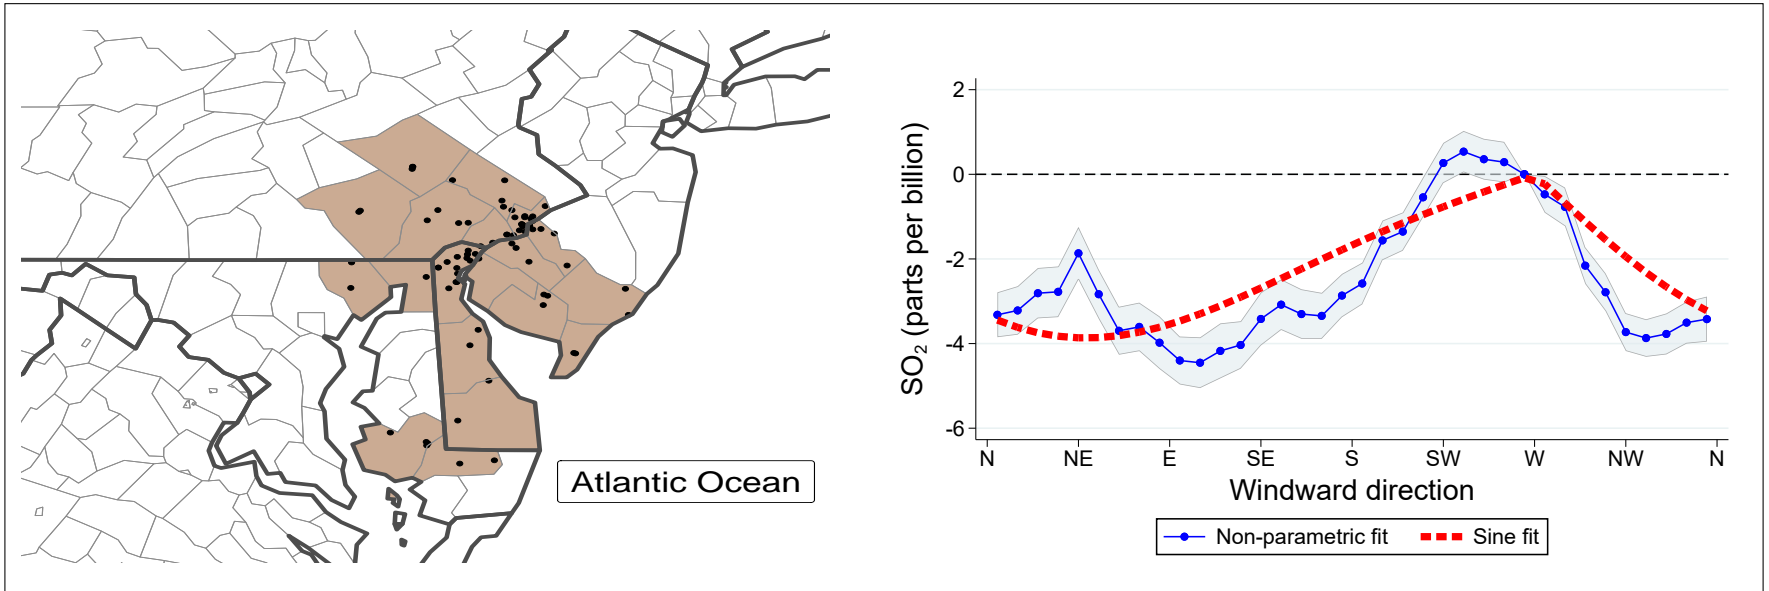 Atlantic Ocean
SO₂ (parts per billion)
2
0
-2
-4
-6
N NE E SE S SW W NW N
Windward direction
Non-parametric fit Sine fit